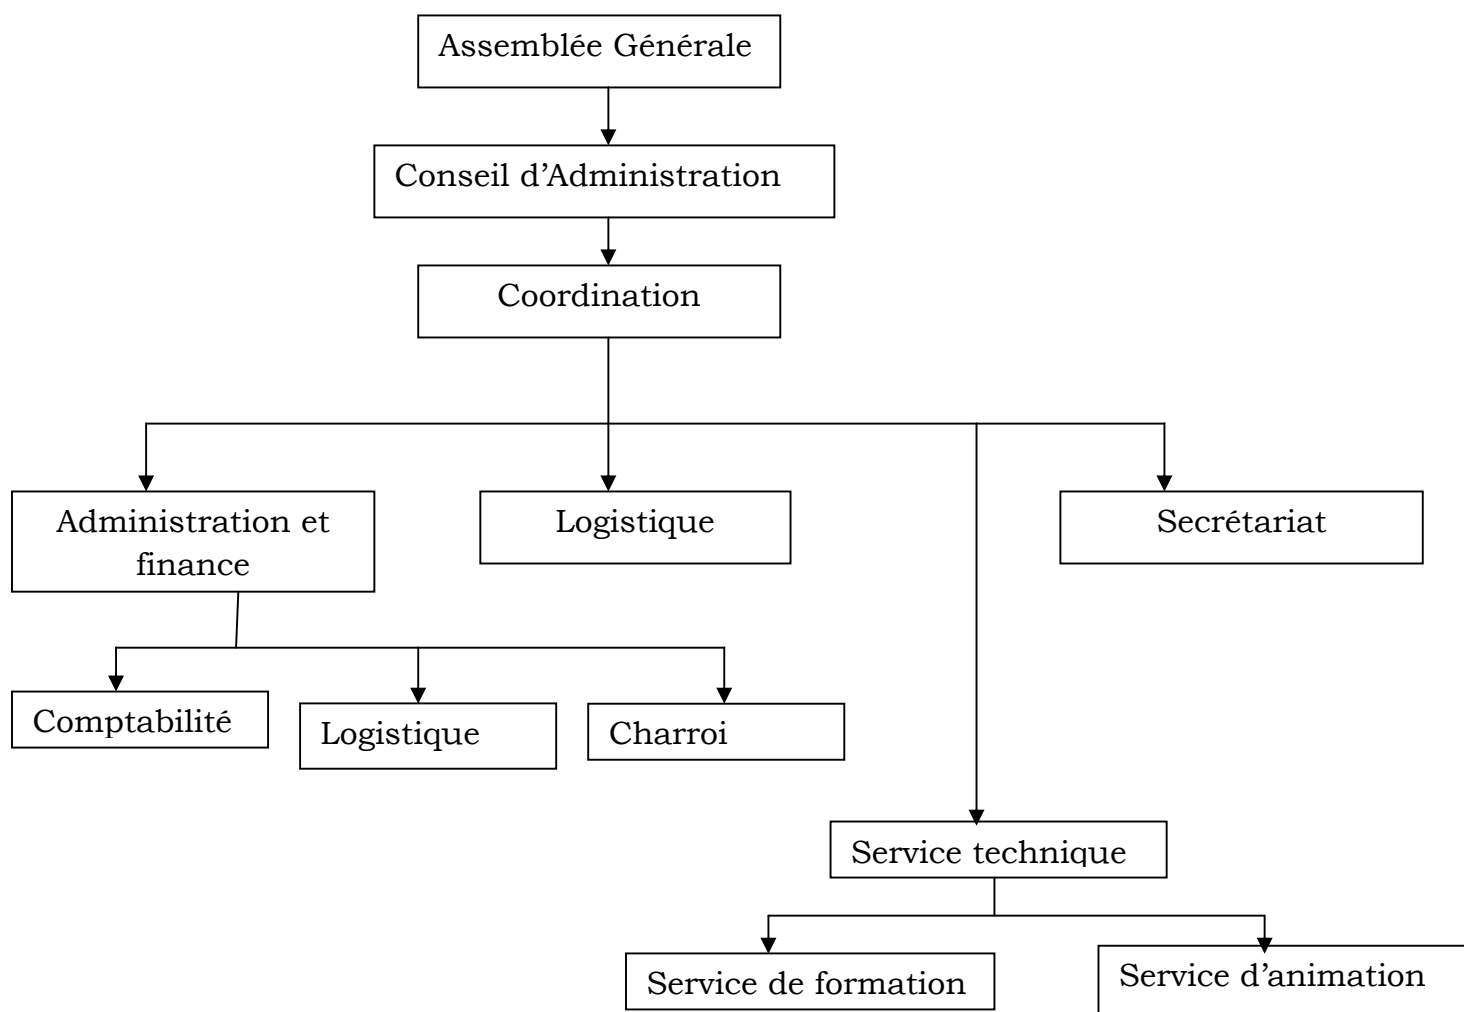 Assemblée Générale
Conseil d’Administration
Coordination
Administration et
finance
Logistique
Secrétariat
Comptabilité
Logistique
Charroi
Service technique
Service de formation
Service d’animation